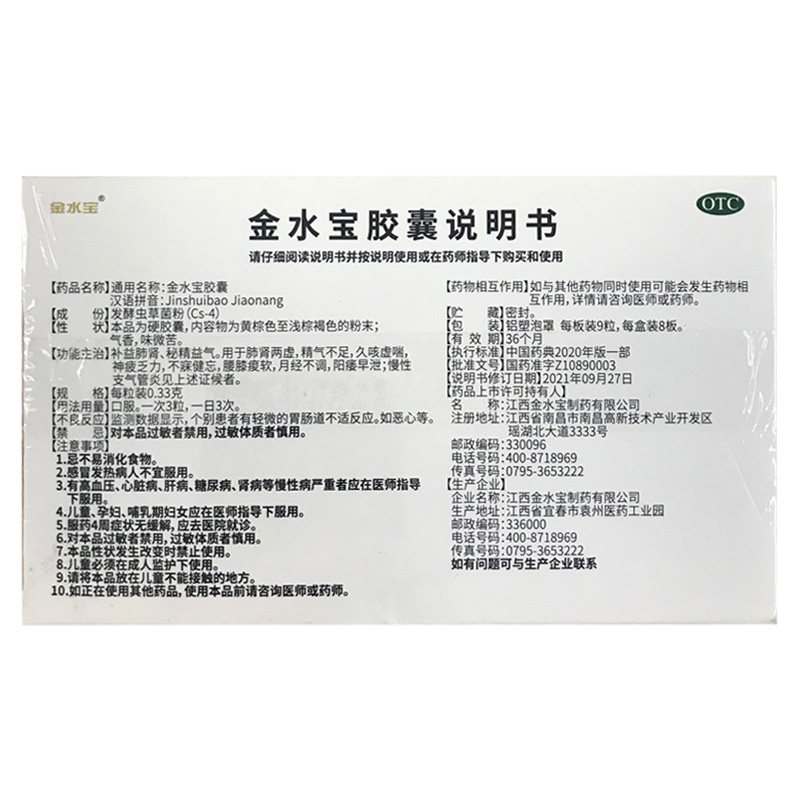 金水宝®
OTC
金水宝胶囊说明书
请仔细阅读说明书并按说明使用或在药师指导下购买和使用
【药品名称】通用名称：金水宝胶囊
汉语拼音：Jinshuibao Jiaonang
【成 份】发酵虫草菌粉（Cs-4）
【性 状】本品为硬胶囊，内容物为黄棕色至浅棕褐色的粉末；
气香，味微苦。
【功能主治】补益肺肾、秘精益气。用于肺肾两虚，精气不足，久咳虚喘，
神疲乏力，不寐健忘，腰膝痠软，月经不调，阳痿早泄；慢性
支气管炎见上述证候者。
【规 格】每粒装0.33克
【用法用量】口服。一次3粒，一日3次。
【不良反应】监测数据显示，个别患者有轻微的胃肠道不适反应。如恶心等。
【禁 忌】对本品过敏者禁用，过敏体质者慎用。
【注意事项】
1.忌不易消化食物。
2.感冒发热病人不宜服用。
3.有高血压、心脏病、肝病、糖尿病、肾病等慢性病严重者应在医师指导
下服用。
4.儿童、孕妇、哺乳期妇女应在医师指导下服用。
5.服药4周症状无缓解，应去医院就诊。
6.对本品过敏者禁用，过敏体质者慎用。
7.本品性状发生改变时禁止使用。
8.儿童必须在成人监护下使用。
9.请将本品放在儿童不能接触的地方。
10.如正在使用其他药品，使用本品前请咨询医师或药师。
【药物相互作用】如与其他药物同时使用可能会发生药物相
互作用，详情请咨询医师或药师。
【贮 藏】密封。
【包 装】铝塑泡罩 每板装9粒，每盒装8板。
【有 效 期】36个月
【执行标准】中国药典2020年版一部
【批准文号】国药准字Z10890003
【说明书修订日期】2021年09月27日
【药品上市许可持有人】
名 称：江西金水宝制药有限公司
注册地址：江西省南昌市南昌高新技术产业开发区
瑶湖北大道3333号
邮政编码：330096
电话号码：400-8718969
传真号码：0795-3653222
【生产企业】
企业名称：江西金水宝制药有限公司
生产地址：江西省宜春市袁州医药工业园
邮政编码：336000
电话号码：400-8718969
传真号码：0795-3653222
如有问题可与生产企业联系